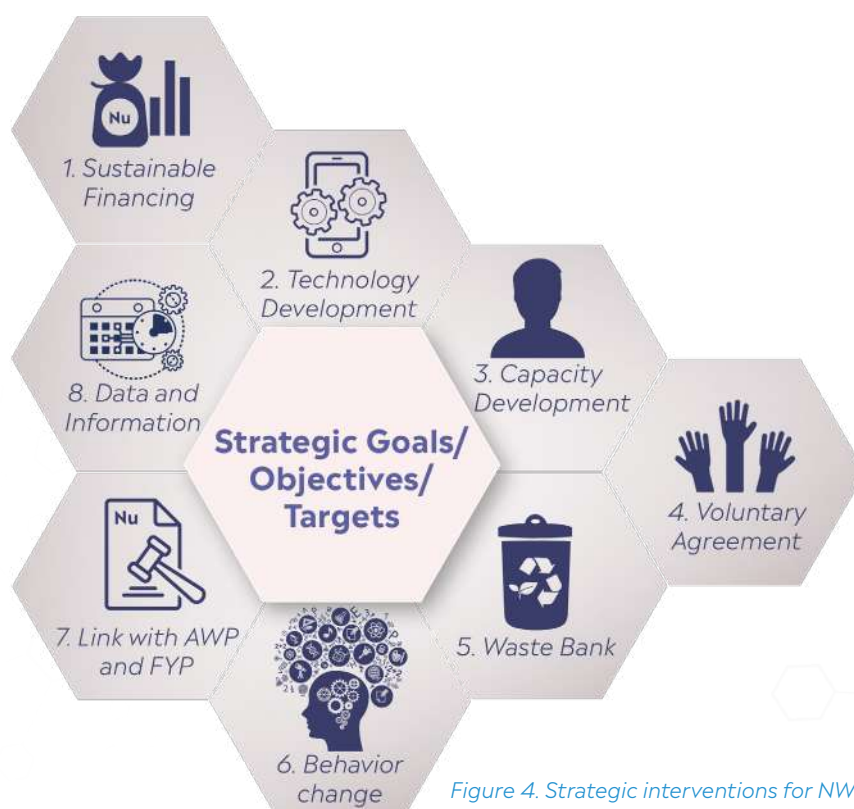 Nu
1. Sustainable
Financing
2. Technology
Development
3. Capacity
Development
4. Voluntary
Agreement
8. Data and
Information
Strategic Goals/
Objectives/
Targets
Nu
7. Link with AWP
and FYP
5. Waste Bank
6. Behavior
change
Figure 4. Strategic interventions for NW